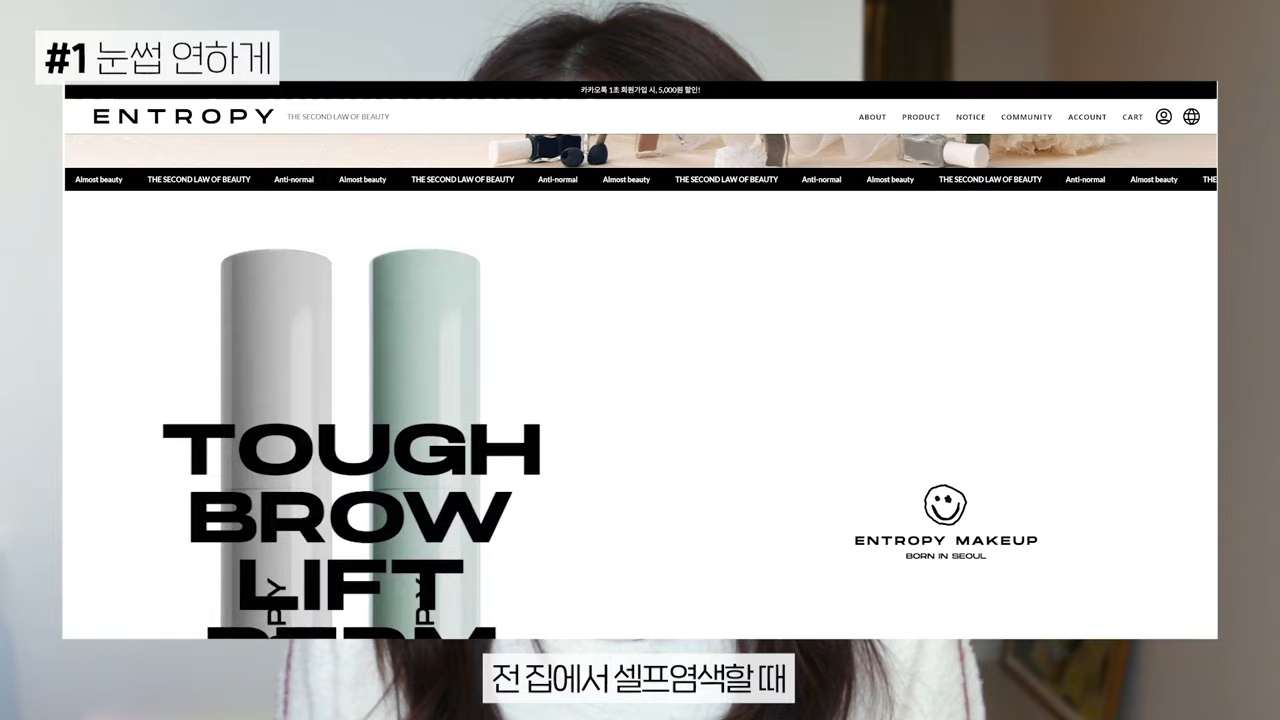 #1 눈썹 연하게
카카오톡 1초 회원가입 시, 5,000원 할인!
ENTROPY THE SECOND LAW OF BEAUTY ABOUT PRODUCT NOTICE COMMUNITY ACCOUNT CART
Almost beauty THE SECOND LAW OF BEAUTY Anti-normal Almost beauty THE SECOND LAW OF BEAUTY Anti-normal Almost beauty THE SECOND LAW OF BEAUTY Anti-normal Almost beauty THE SECOND LAW OF BEAUTY Anti-normal Almost beauty THE
TOUGH
BROW
LIFT
PERM
PY
PY
ENTROPY MAKEUP
BORN IN SEOUL
전 집에서 셀프염색할 때